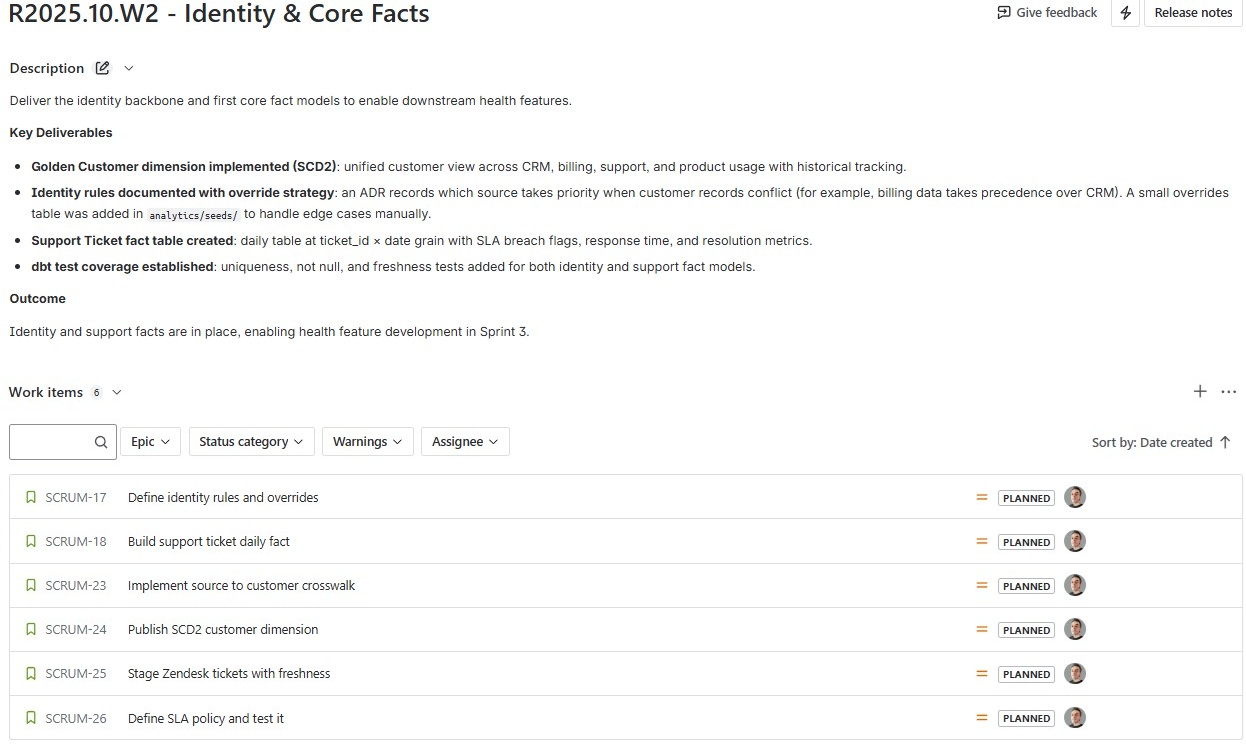 R2025.10.W2 - Identity & Core Facts
Give feedback
Release notes
Description
Deliver the identity backbone and first core fact models to enable downstream health features.
Key Deliverables
• Golden Customer dimension implemented (SCD2): unified customer view across CRM, billing, support, and product usage with historical tracking.
• Identity rules documented with override strategy: an ADR records which source takes priority when customer records conflict (for example, billing data takes precedence over CRM). A small overrides
table was added in analytics/seeds/ to handle edge cases manually.
• Support Ticket fact table created: daily table at ticket_id × date grain with SLA breach flags, response time, and resolution metrics.
• dbt test coverage established: uniqueness, not null, and freshness tests added for both identity and support fact models.
Outcome
Identity and support facts are in place, enabling health feature development in Sprint 3.
Work items 6
Epic Status category Warnings Assignee Sort by: Date created
SCRUM-17 Define identity rules and overrides PLANNED
SCRUM-18 Build support ticket daily fact PLANNED
SCRUM-23 Implement source to customer crosswalk PLANNED
SCRUM-24 Publish SCD2 customer dimension PLANNED
SCRUM-25 Stage Zendesk tickets with freshness PLANNED
SCRUM-26 Define SLA policy and test it PLANNED